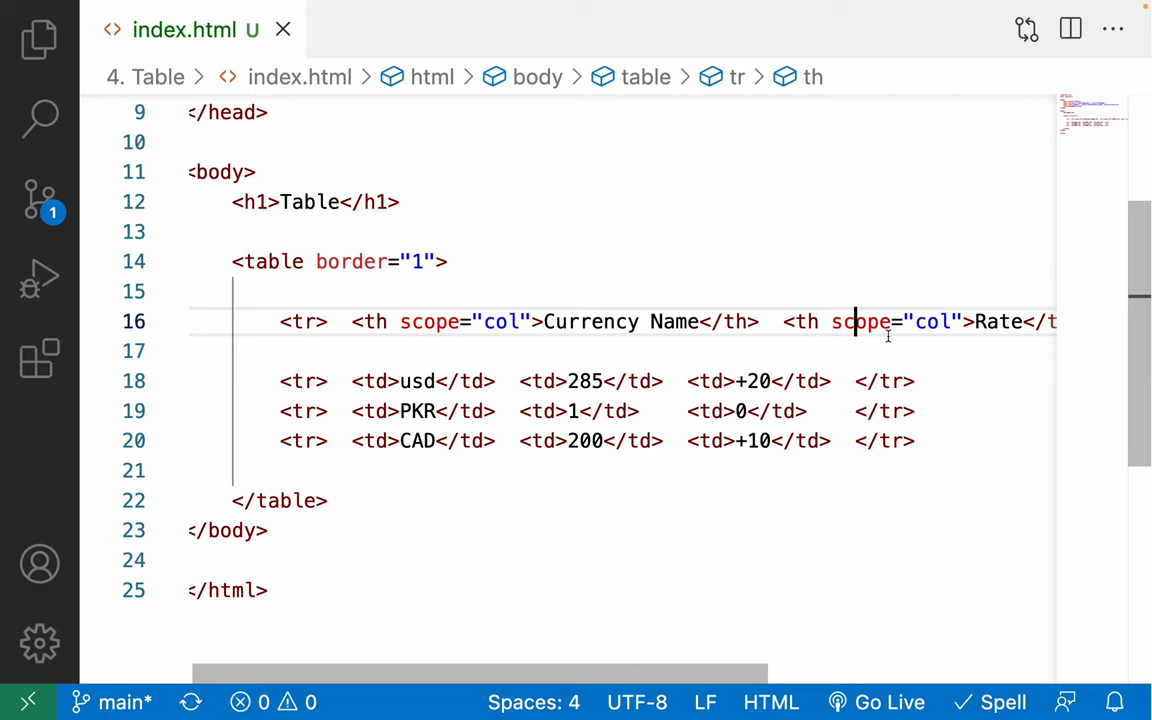 index.html U
4. Table > index.html > html > body > table > tr > th
9 </head>
10
11 <body>
12 <h1>Table</h1>
13
14 <table border="1">
15
16 <tr> <th scope="col">Currency Name</th> <th scope="col">Rate</t
17
18 <tr> <td>usd</td> <td>285</td> <td>+20</td> </tr>
19 <tr> <td>PKR</td> <td>1</td> <td>0</td> </tr>
20 <tr> <td>CAD</td> <td>200</td> <td>+10</td> </tr>
21
22 </table>
23 </body>
24
25 </html>
1
main* 0 0 Spaces: 4 UTF-8 LF HTML Go Live Spell